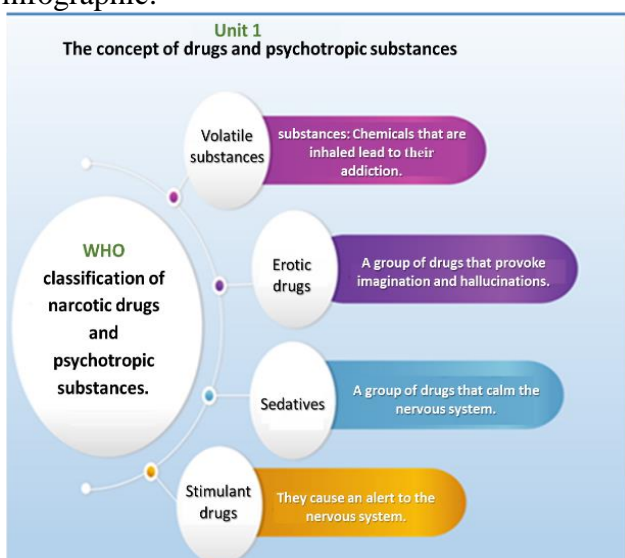 infographic.
Unit 1
The concept of drugs and psychotropic substances
Volatile
substances
substances: Chemicals that are
inhaled lead to their
addiction.
WHO
classification of
narcotic drugs
and
psychotropic
substances.
Erotic
drugs
A group of drugs that provoke
imagination and hallucinations.
Sedatives
A group of drugs that calm the
nervous system.
Stimulant
drugs
They cause an alert to the
nervous system.